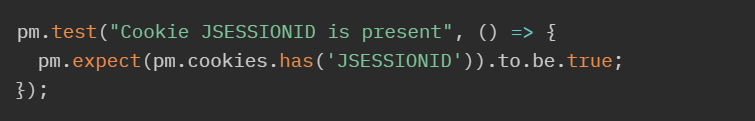 pm.test("Cookie JSESSIONID is present", () => {
  pm.expect(pm.cookies.has('JSESSIONID')).to.be.true;
});